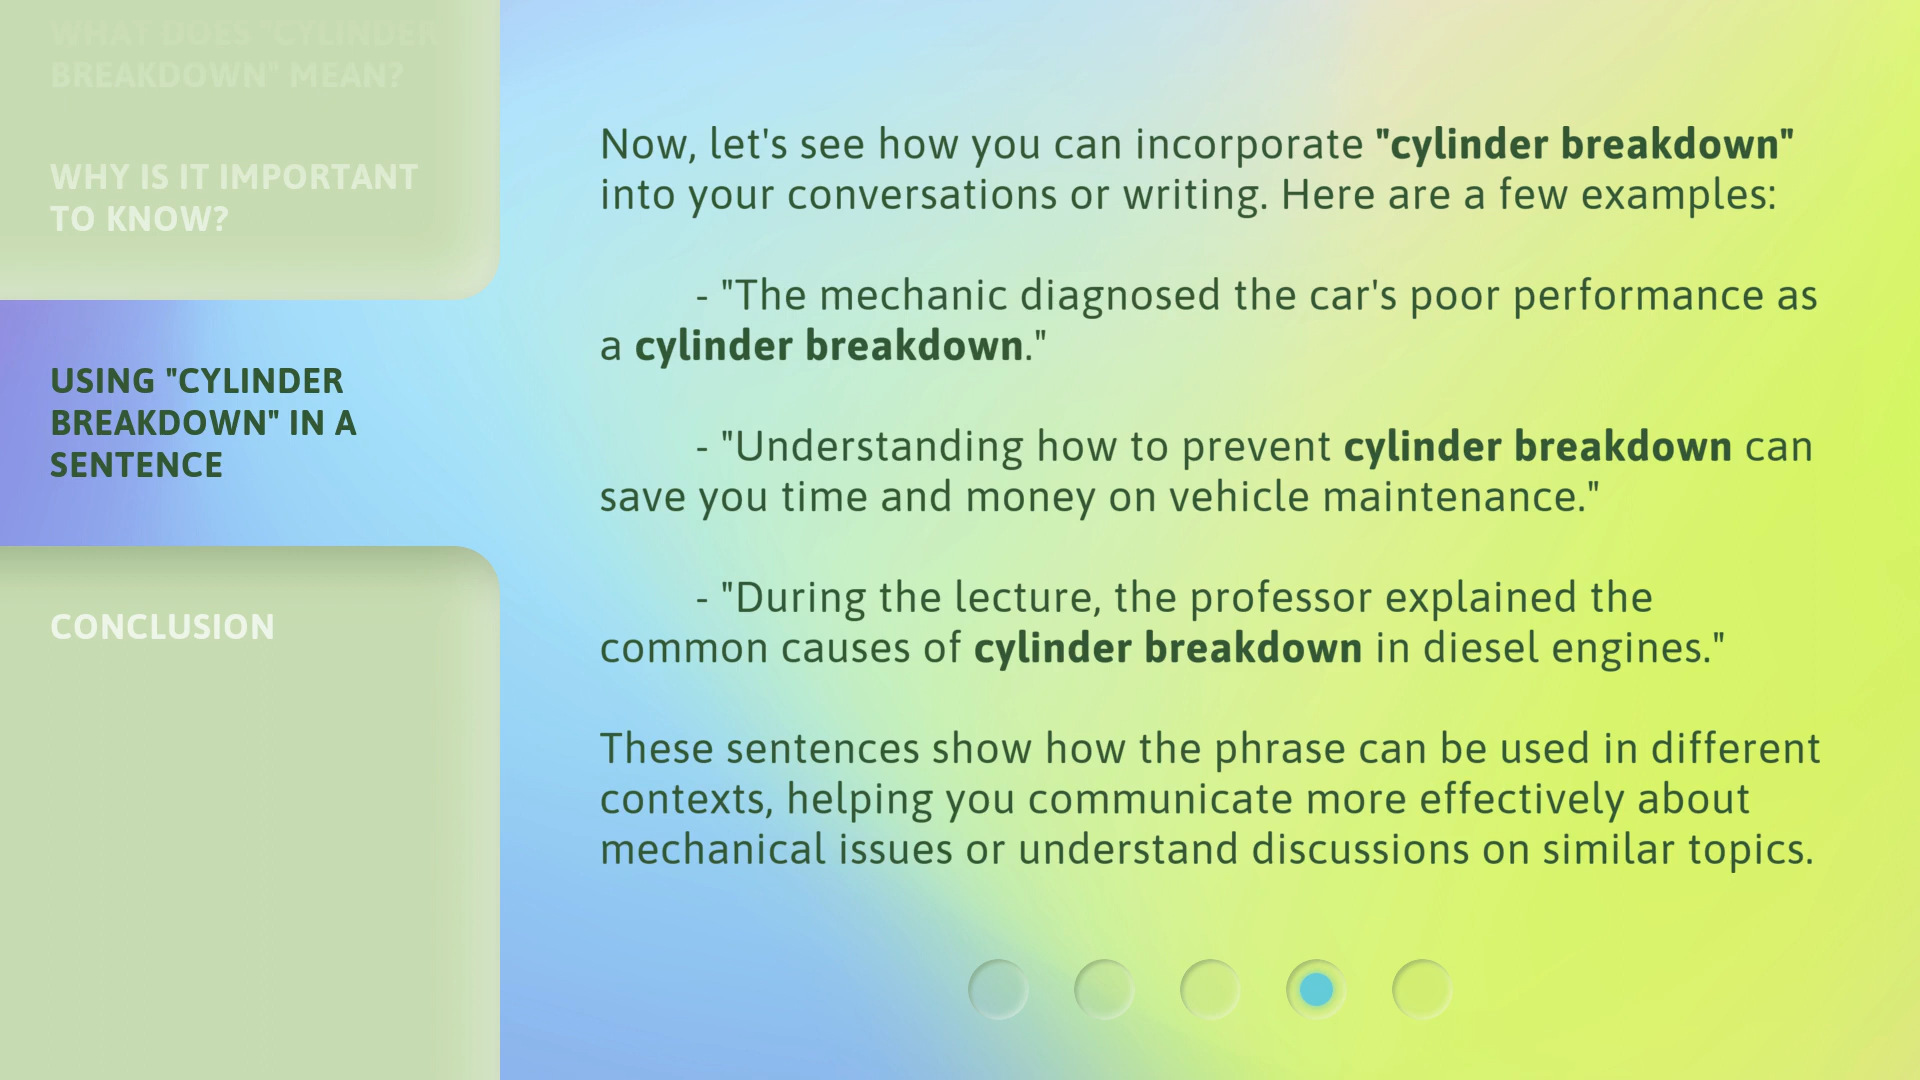 WHAT DOES "CYLINDER
BREAKDOWN" MEAN?
WHY IS IT IMPORTANT
TO KNOW?
USING "CYLINDER
BREAKDOWN" IN A
SENTENCE
CONCLUSION
Now, let's see how you can incorporate "cylinder breakdown"
into your conversations or writing. Here are a few examples:
- "The mechanic diagnosed the car's poor performance as
a cylinder breakdown."
- "Understanding how to prevent cylinder breakdown can
save you time and money on vehicle maintenance."
- "During the lecture, the professor explained the
common causes of cylinder breakdown in diesel engines."
These sentences show how the phrase can be used in different
contexts, helping you communicate more effectively about
mechanical issues or understand discussions on similar topics.